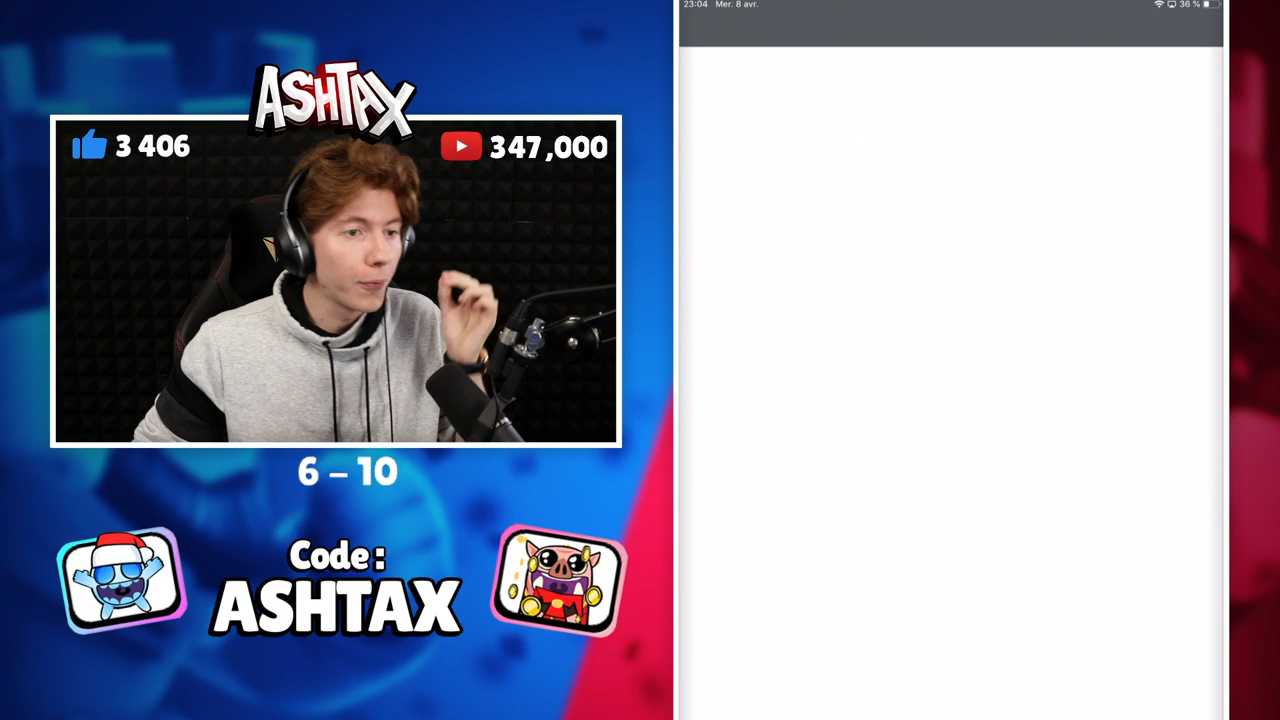 23:04 Mer. 8 avr.
36 %
ASHTAX
3 406
347,000
6 – 10
Code :
ASHTAX